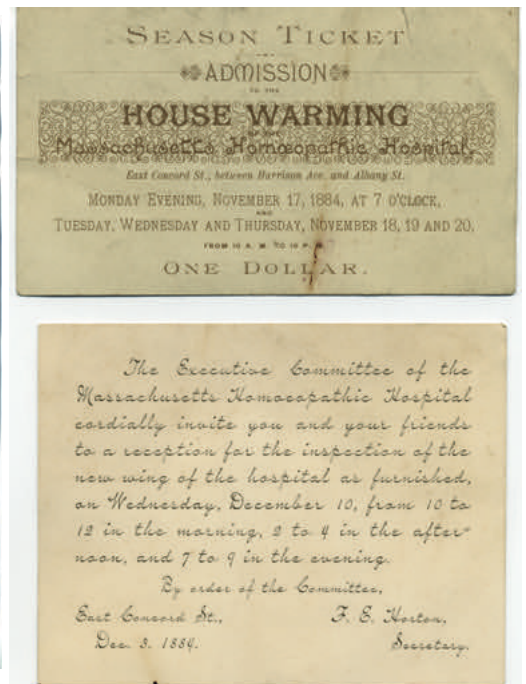 SEASON TICKET
ADMISSION
TO THE
HOUSE WARMING
OF THE
Massachusetts Homœopathic Hospital,
East Concord St., between Harrison Ave. and Albany St.
MONDAY EVENING, NOVEMBER 17, 1884, AT 7 O'CLOCK,
AND
TUESDAY, WEDNESDAY AND THURSDAY, NOVEMBER 18, 19 AND 20,
FROM 10 A. M. TO 10 P. M.
ONE DOLLAR.
The Executive Committee of the
Massachusetts Homoeopathic Hospital
cordially invite you and your friends
to a reception for the inspection of the
new wing of the hospital as furnished,
on Wednesday, December 10, from 10 to
12 in the morning, 2 to 4 in the after-
noon, and 7 to 9 in the evening.
By order of the Committee,
East Concord St., F. E. Horton,
Dec. 3. 1884. Secretary.